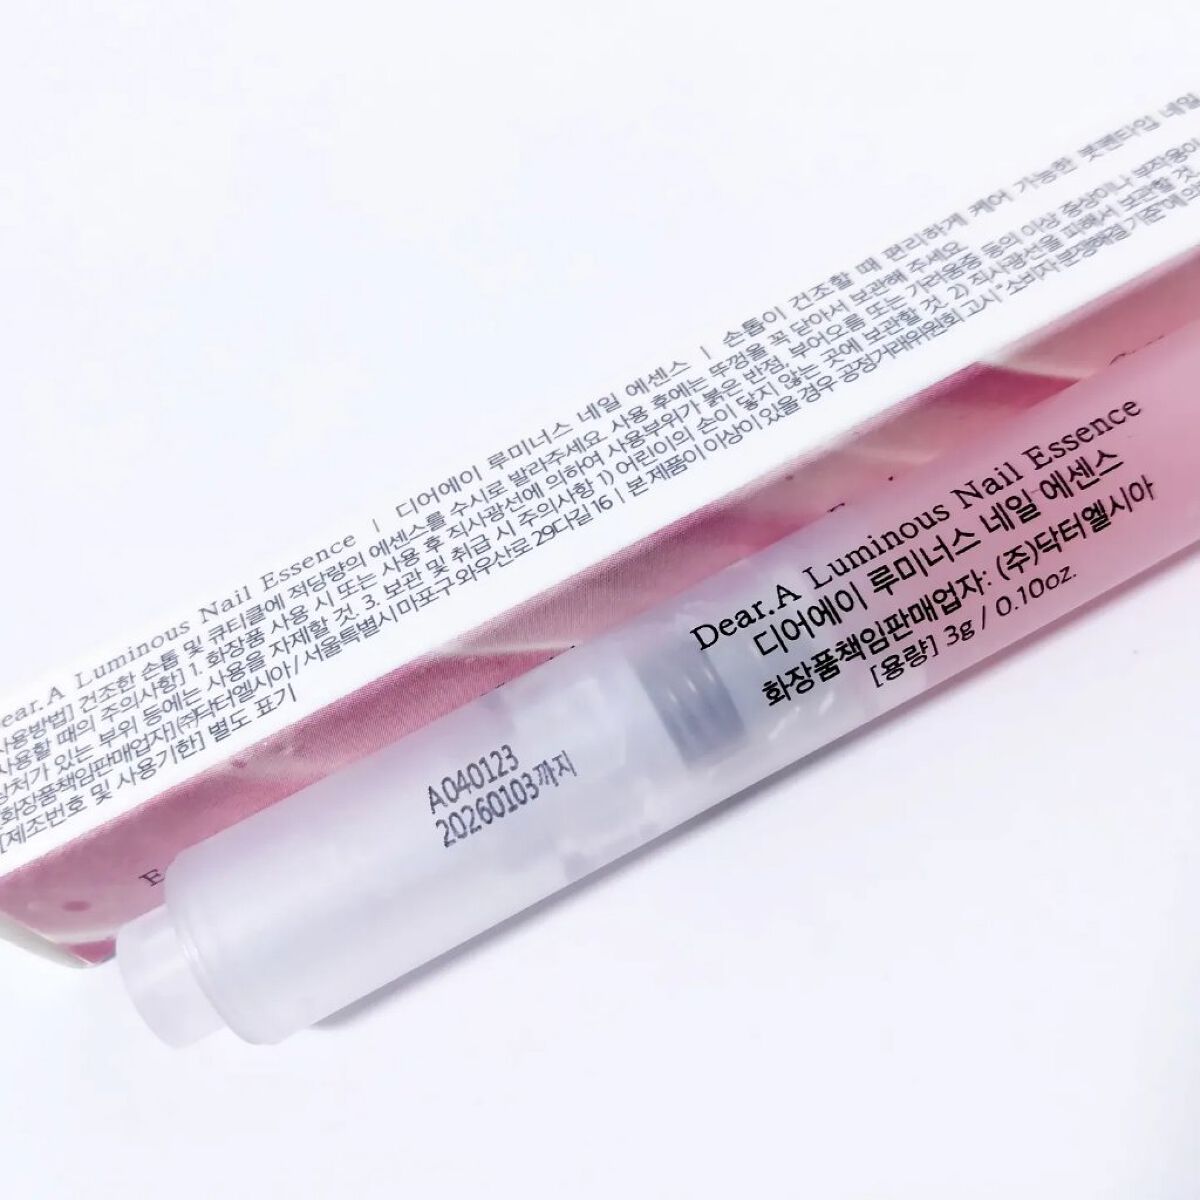 Dear.A Luminous Nail Essence | 디어에이 루미너스 네일 에센스 | 손톱이 건조할 때 편리하게 케어 가능한 붓펜타입 네일
사용방법] 건조한 손톱 및 큐티클에 적당량의 에센스를 수시로 발라주세요. 사용 후에는 뚜껑을 꼭 닫아서 보관해 주세요.
사용할 때의 주의사항] 1. 화장품 사용 시 또는 사용 후 직사광선에 의하여 사용부위가 붉은 반점, 부어오름 또는 가려움증 등의 이상 증상이나 부작용이
상처가 있는 부위 등에는 사용을 자제할 것. 3. 보관 및 취급 시 주의사항 1) 어린이의 손이 닿지 않는 곳에 보관할 것. 2) 직사광선을 피해서 보관할 것.
[화장품책임판매업자](주)닥터엘시아/ 서울특별시 마포구 와우산로 29다길 16 | 본 제품이 이상이 있을 경우 공정거래위원회 고시 "소비자 분쟁해결 기준"에 의
[제조번호 및 사용기한] 별도 표기
Dear.A Luminous Nail Essence
디어에이 루미너스 네일 에센스
화장품책임판매업자: (주)닥터엘시아
[용량] 3g / 0.10oz.
A040123
20260103까지